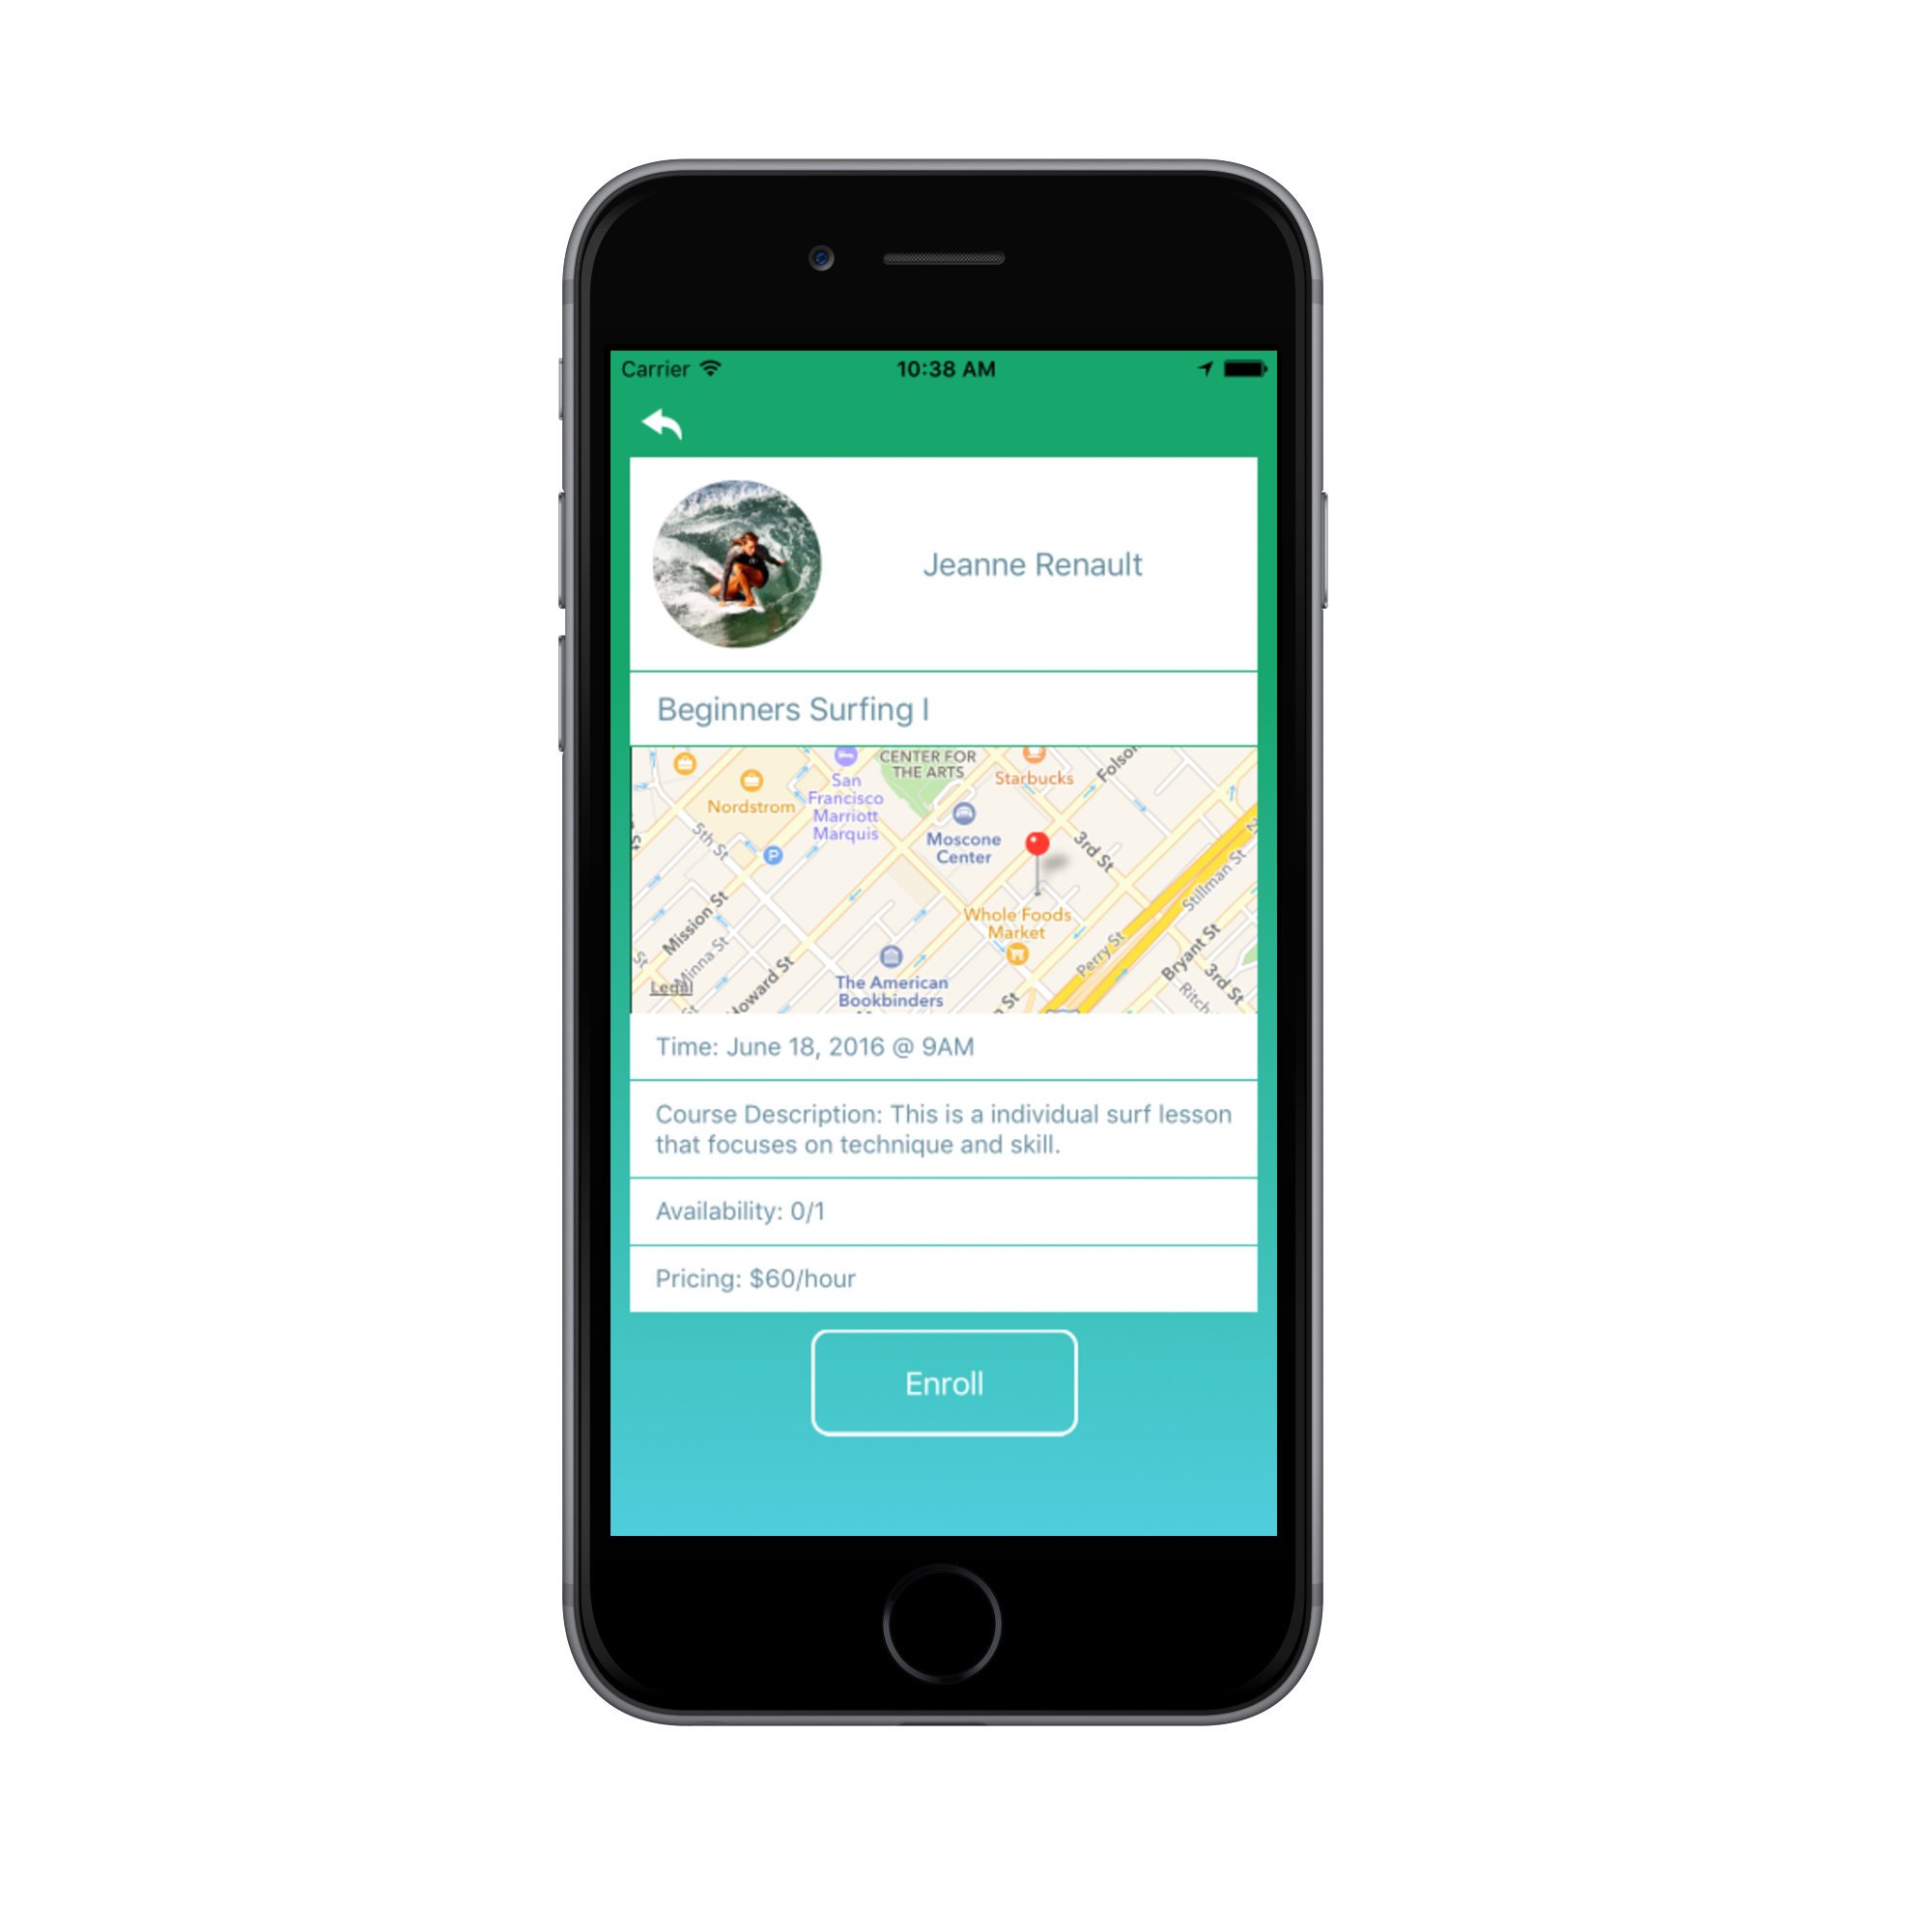 Carrier
10:38 AM
Jeanne Renault
Beginners Surfing I
CENTER FOR
THE ARTS
Starbucks
Folso
San
Francisco
Marriott
Marquis
Nordstrom
5th St
P
Moscone
Center
3rd St
Stillman St
Whole Foods
Market
Mission St
Minna St
Howard St
Perry St
Bryant St
3rd St
Ritch
Legal
The American
Bookbinders
St
Time: June 18, 2016 @ 9AM
Course Description: This is a individual surf lesson
that focuses on technique and skill.
Availability: 0/1
Pricing: $60/hour
Enroll